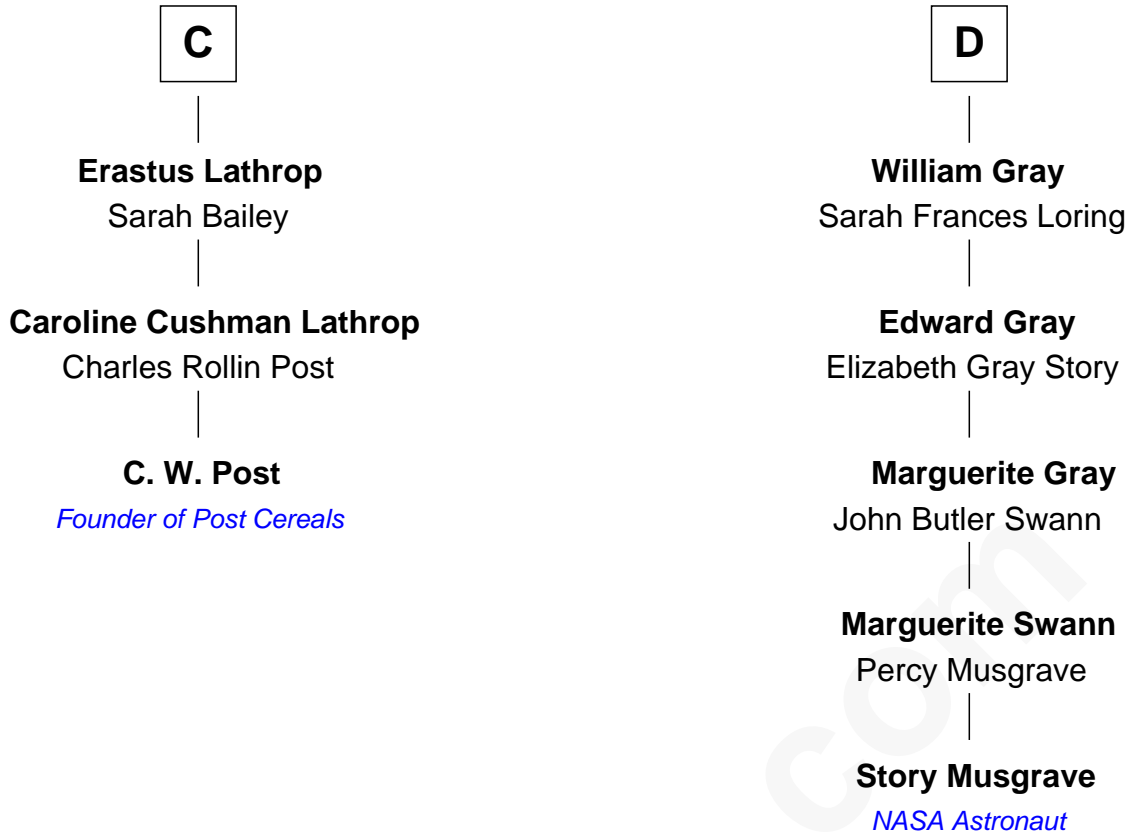 C
Erastus Lathrop
Sarah Bailey
Caroline Cushman Lathrop
Charles Rollin Post
C. W. Post
Founder of Post Cereals
D
William Gray
Sarah Frances Loring
Edward Gray
Elizabeth Gray Story
Marguerite Gray
John Butler Swann
Marguerite Swann
Percy Musgrave
Story Musgrave
NASA Astronaut
com